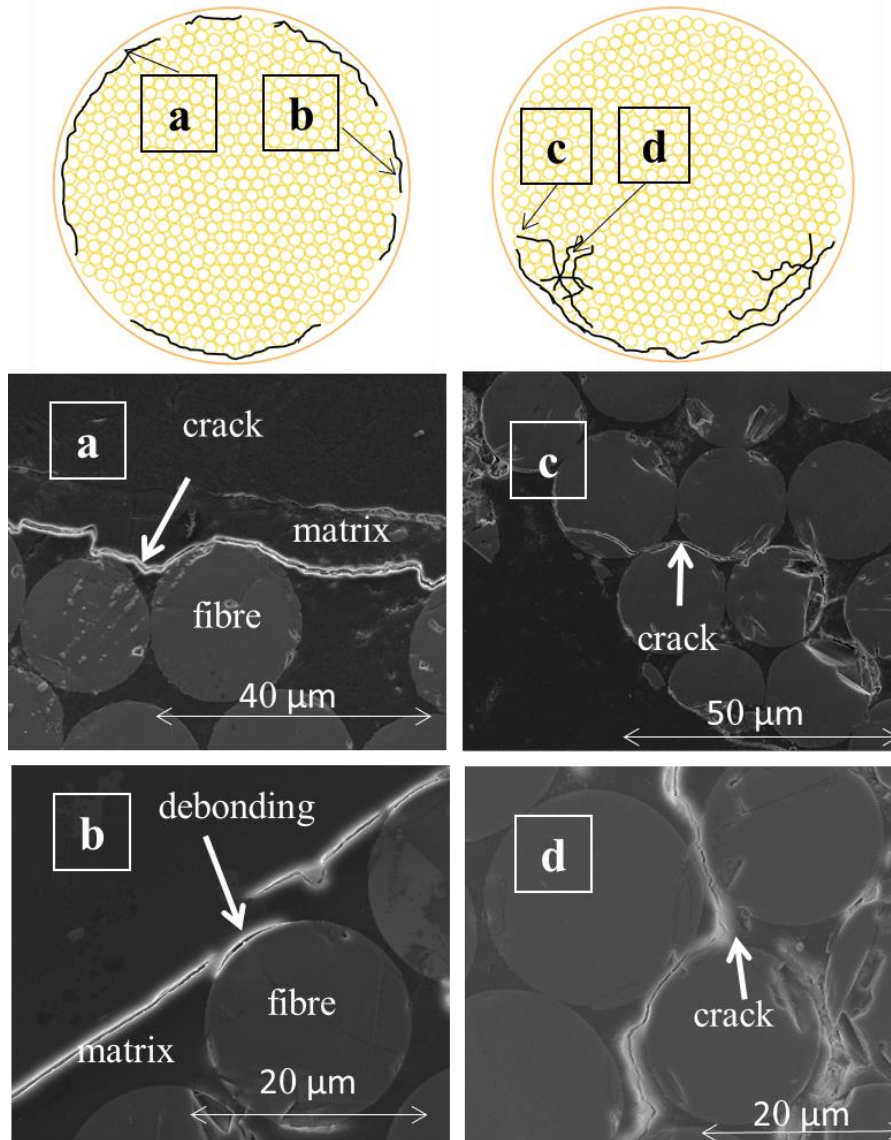 a
b
c
d
a
crack
matrix
fibre
40 µm
c
crack
50 µm
b
debonding
fibre
matrix
20 µm
d
crack
20 µm